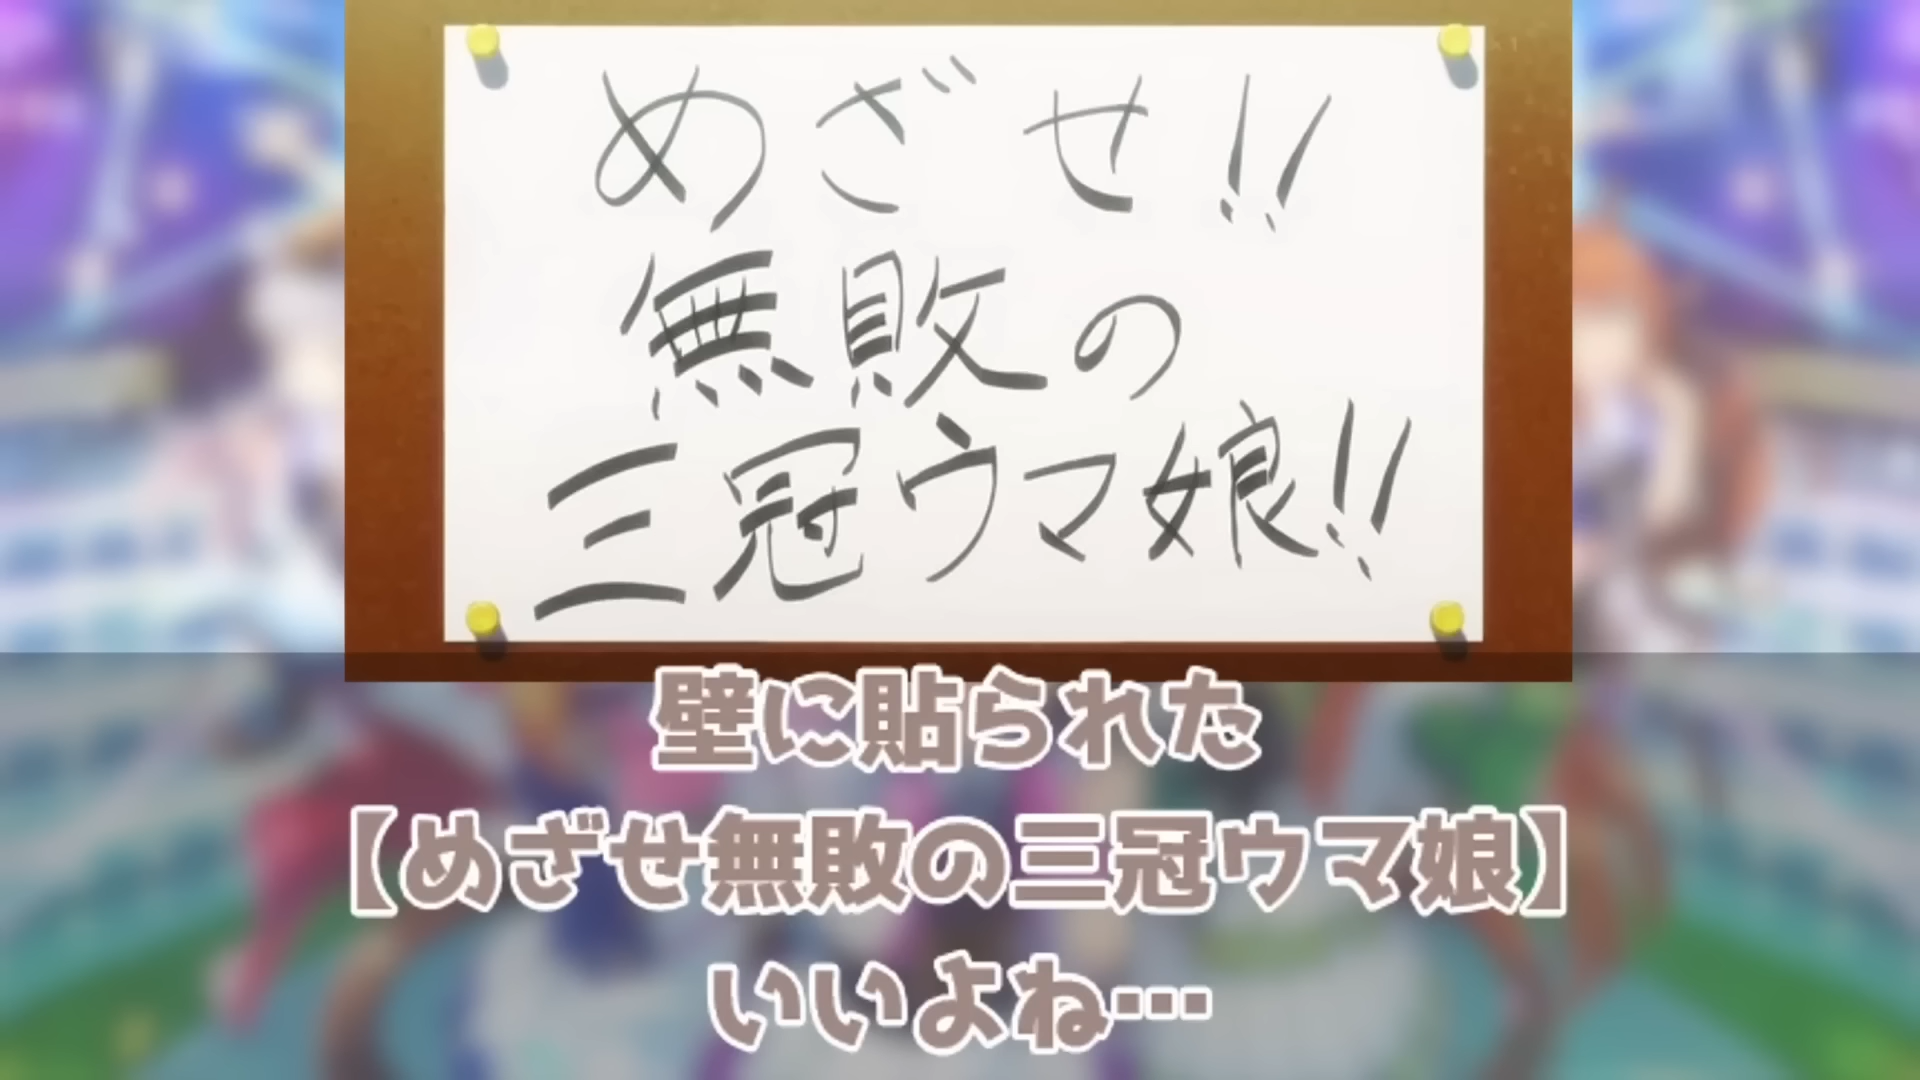 めざせ!!
無敗の
三冠ウマ娘!!
壁に貼られた
【めざせ無敗の三冠ウマ娘】
いいよね…